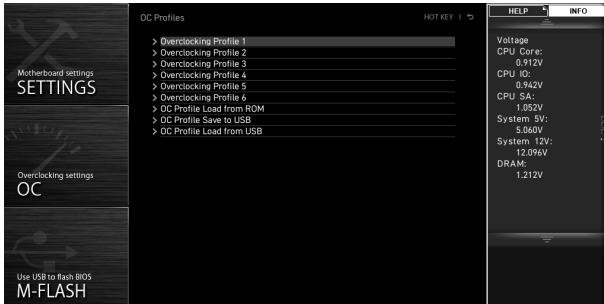 HELP
INFO
OC Profiles
HOT KEY
Overclocking Profile 1
Overclocking Profile 2
Overclocking Profile 3
Overclocking Profile 4
Overclocking Profile 5
Overclocking Profile 6
OC Profile Load from ROM
OC Profile Save to USB
OC Profile Load from USB
Motherboard settings
SETTINGS
Overclocking settings
OC
Use USB to flash BIOS
M-FLASH
Voltage
CPU Core:
0.912V
CPU IO:
0.942V
CPU SA:
1.052V
System 5V:
5.060V
System 12V:
12.096V
DRAM:
1.212V